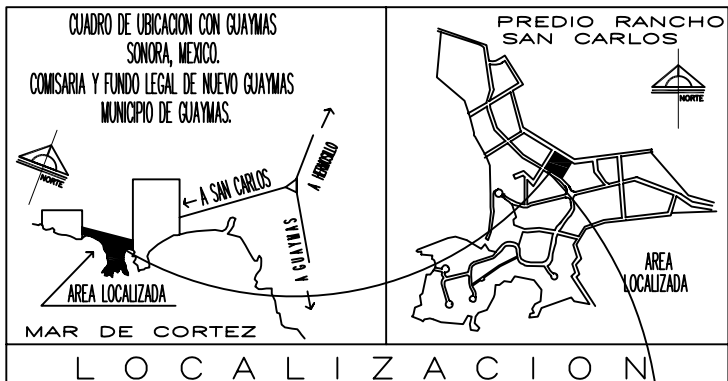 CUADRO DE UBICACION CON GUAYMAS
SONORA, MEXICO.
COMISARIA Y FUNDO LEGAL DE NUEVO GUAYMAS
MUNICIPIO DE GUAYMAS.
NORTE
A SAN CARLOS
A HERMOSILLO
A GUAYMAS
AREA LOCALIZADA
MAR DE CORTEZ
PREDIO RANCHO
SAN CARLOS
NORTE
AREA
LOCALIZADA
LOCALIZACION